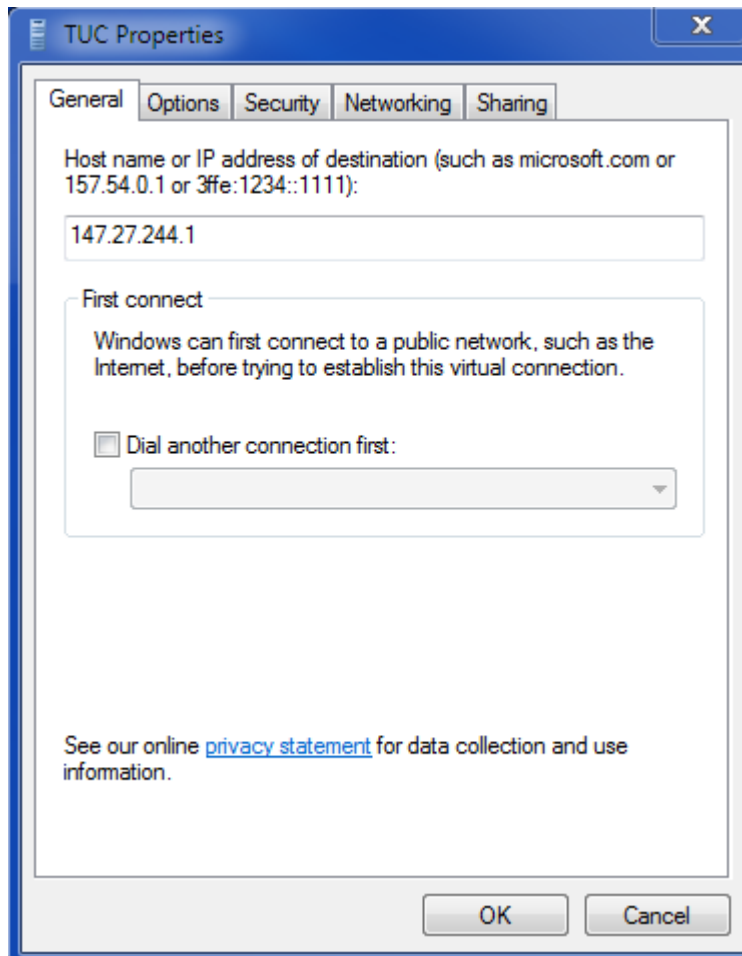 TUC Properties
General Options Security Networking Sharing
Host name or IP address of destination (such as microsoft.com or
157.54.0.1 or 3ffe:1234::1111):
147.27.244.1
First connect
Windows can first connect to a public network, such as the
Internet, before trying to establish this virtual connection.
Dial another connection first:
See our online privacy statement for data collection and use
information.
OK Cancel